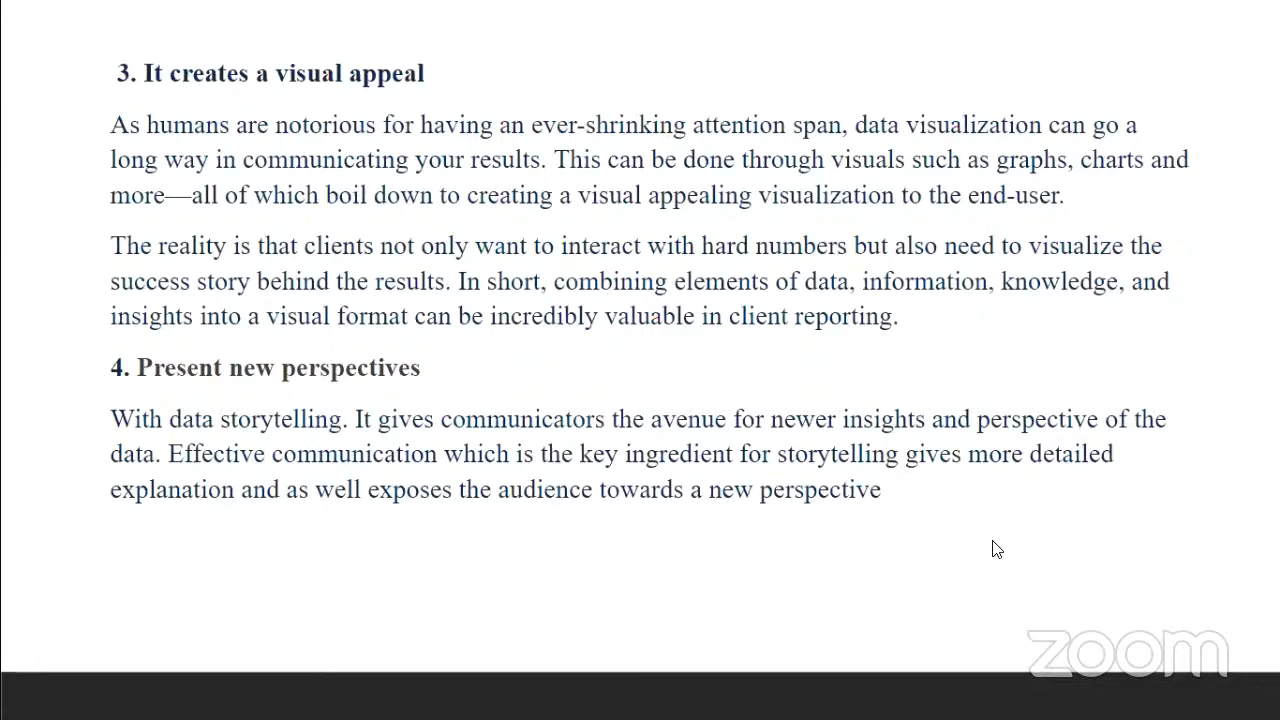 3. It creates a visual appeal
As humans are notorious for having an ever-shrinking attention span, data visualization can go a
long way in communicating your results. This can be done through visuals such as graphs, charts and
more—all of which boil down to creating a visual appealing visualization to the end-user.
The reality is that clients not only want to interact with hard numbers but also need to visualize the
success story behind the results. In short, combining elements of data, information, knowledge, and
insights into a visual format can be incredibly valuable in client reporting.
4. Present new perspectives
With data storytelling. It gives communicators the avenue for newer insights and perspective of the
data. Effective communication which is the key ingredient for storytelling gives more detailed
explanation and as well exposes the audience towards a new perspective
zoom